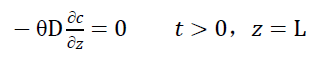 − θD ∂c/∂z = 0 t > 0, z = L